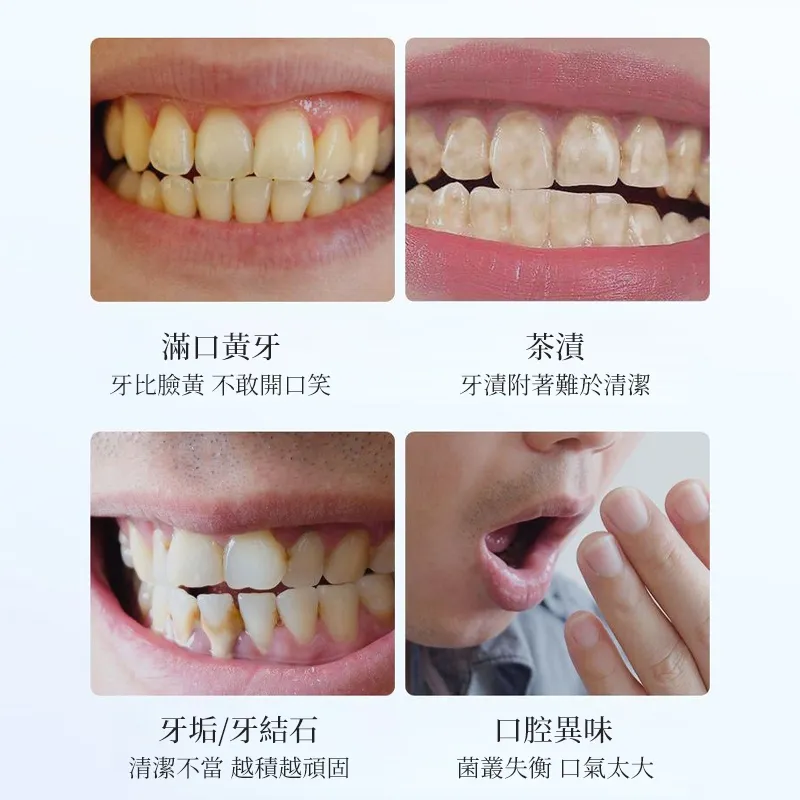 滿口黃牙
牙比臉黃 不敢開口笑
茶漬
牙漬附著難於清潔
牙垢/牙結石
清潔不當 越積越頑固
口腔異味
菌叢失衡 口氣太大